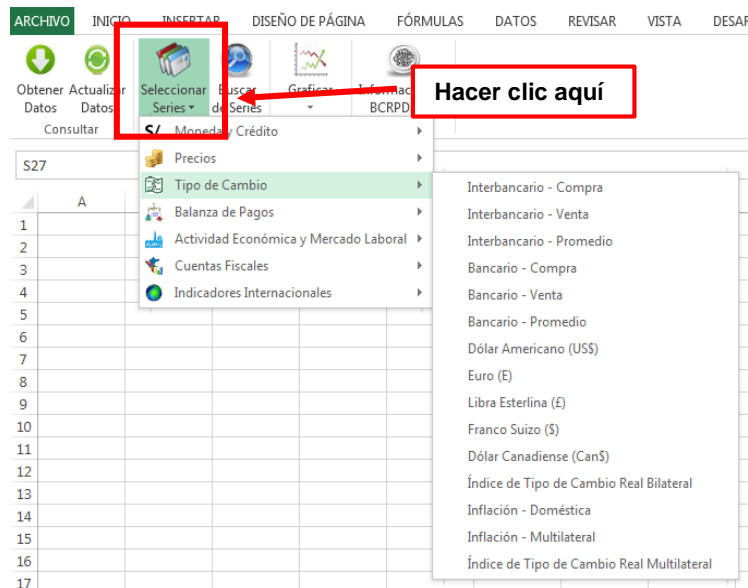 ARCHIVO INICIO INSERTAR DISEÑO DE PÁGINA FÓRMULAS DATOS REVISAR VISTA DESAR
Obtener Datos
Actualizar Datos
Seleccionar Series
Buscar de Series
Graficar
BCRPD
Consultar
Hacer clic aquí
S27
S/ Moneda y Crédito
Precios
Tipo de Cambio
Balanza de Pagos
Actividad Económica y Mercado Laboral
Cuentas Fiscales
Indicadores Internacionales
Interbancario - Compra
Interbancario - Venta
Interbancario - Promedio
Bancario - Compra
Bancario - Venta
Bancario - Promedio
Dólar Americano (US$)
Euro (E)
Libra Esterlina (£)
Franco Suizo ($)
Dólar Canadiense (Can$)
Índice de Tipo de Cambio Real Bilateral
Inflación - Doméstica
Inflación - Multilateral
Índice de Tipo de Cambio Real Multilateral
A
1
2
3
4
5
6
7
8
9
10
11
12
13
14
15
16
17